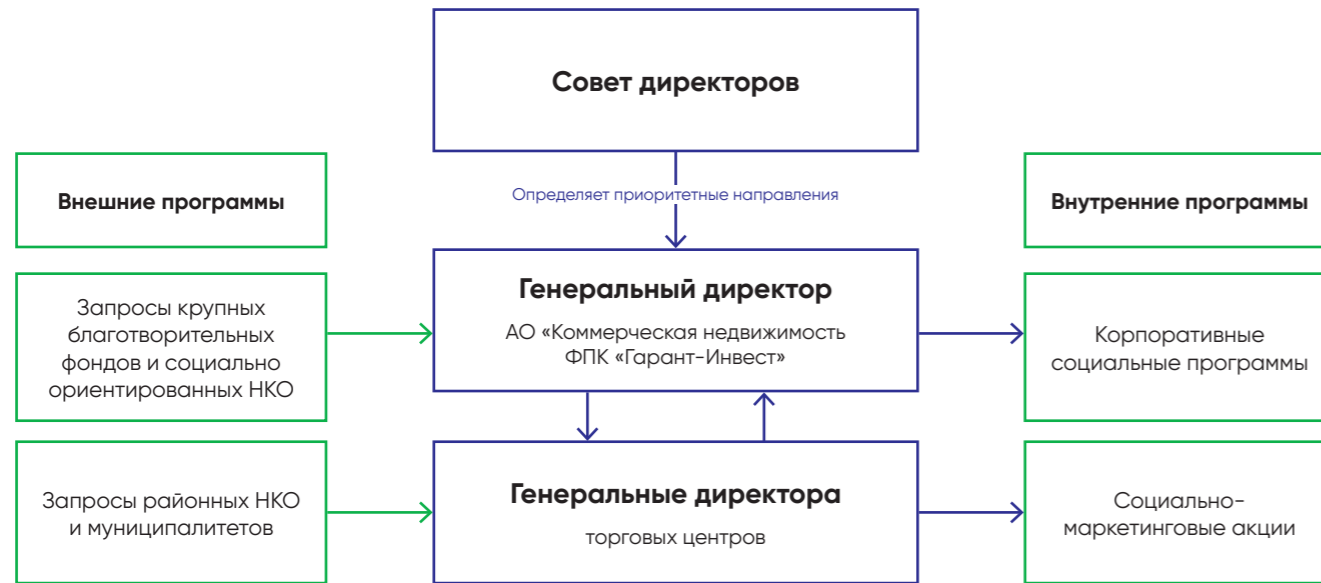 Совет директоров
Определяет приоритетные направления
Внешние программы
Внутренние программы
Запросы крупных
благотворительных
фондов и социально
ориентированных НКО
Генеральный директор
АО «Коммерческая недвижимость
ФПК «Гарант-Инвест»
Корпоративные
социальные программы
Запросы районных НКО
и муниципалитетов
Генеральные директора
торговых центров
Социально-
маркетинговые акции